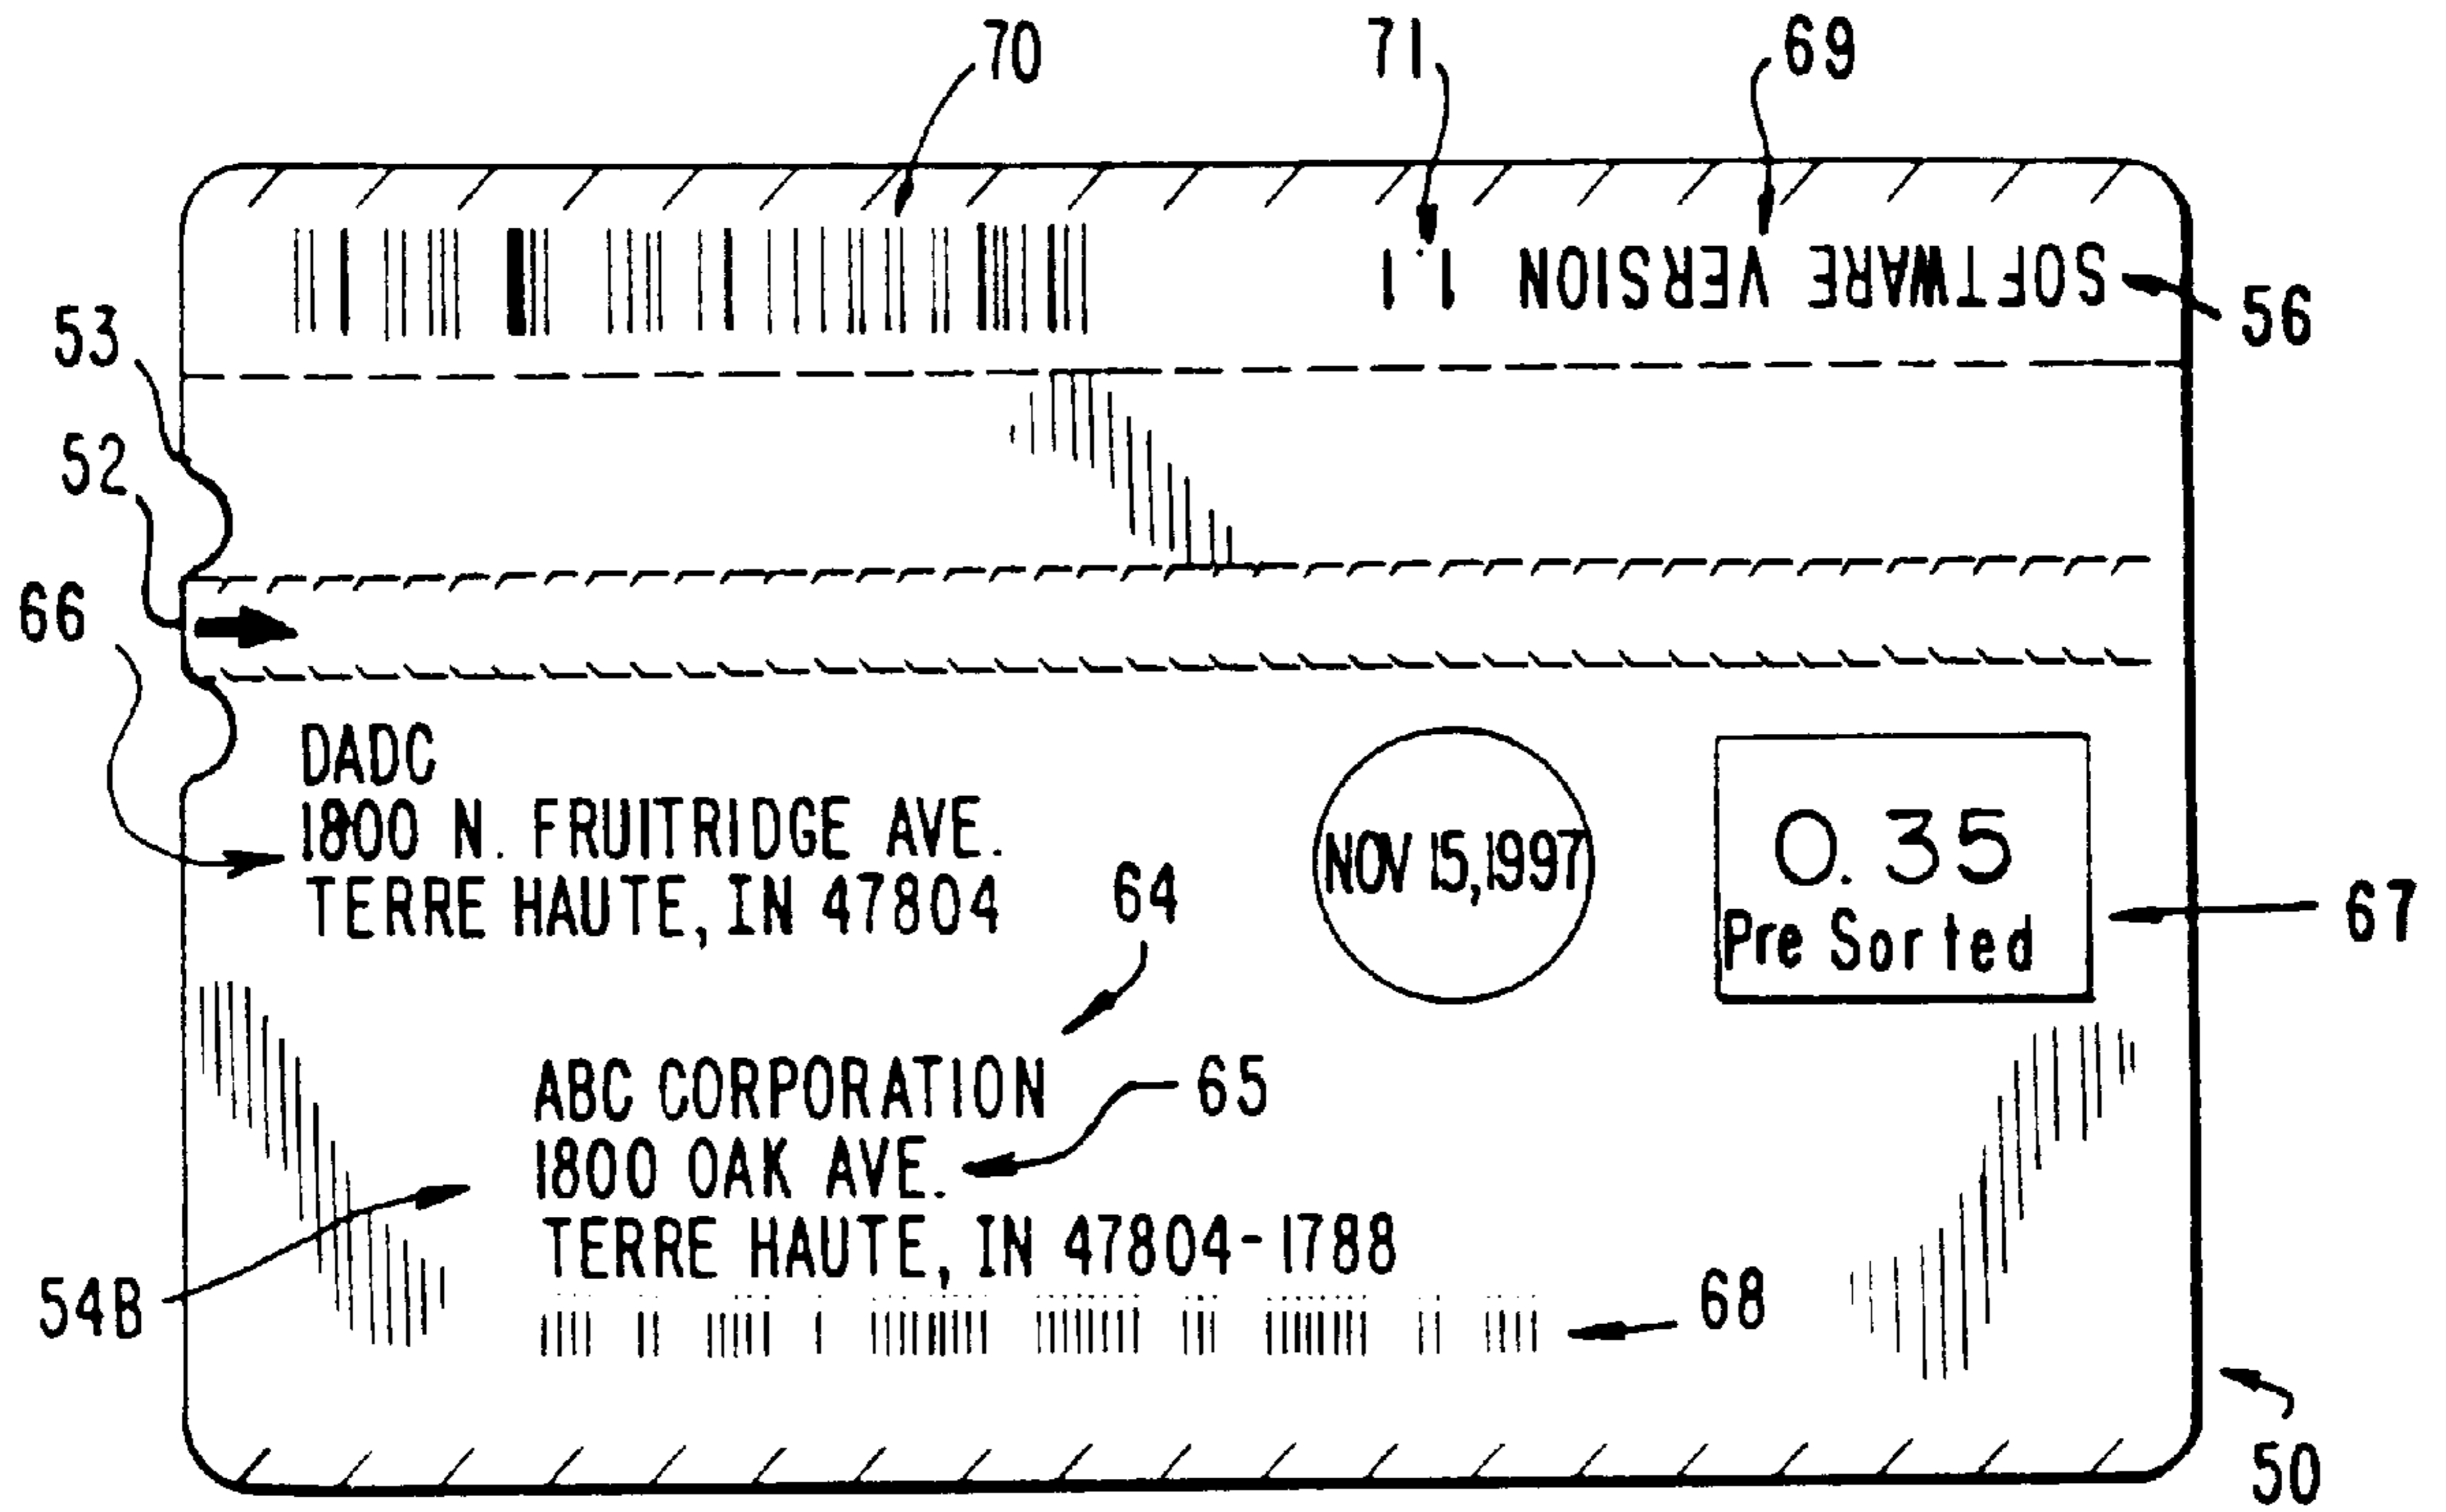 70
71
69
SOFTWARE VERSION 1.1
56
53
52
66
DADC
1800 N. FRUITRIDGE AVE.
TERRE HAUTE, IN 47804
NOV 15,1997
0.35
Pre Sorted
67
64
ABC CORPORATION
65
1800 OAK AVE.
TERRE HAUTE, IN 47804-1788
54B
68
50